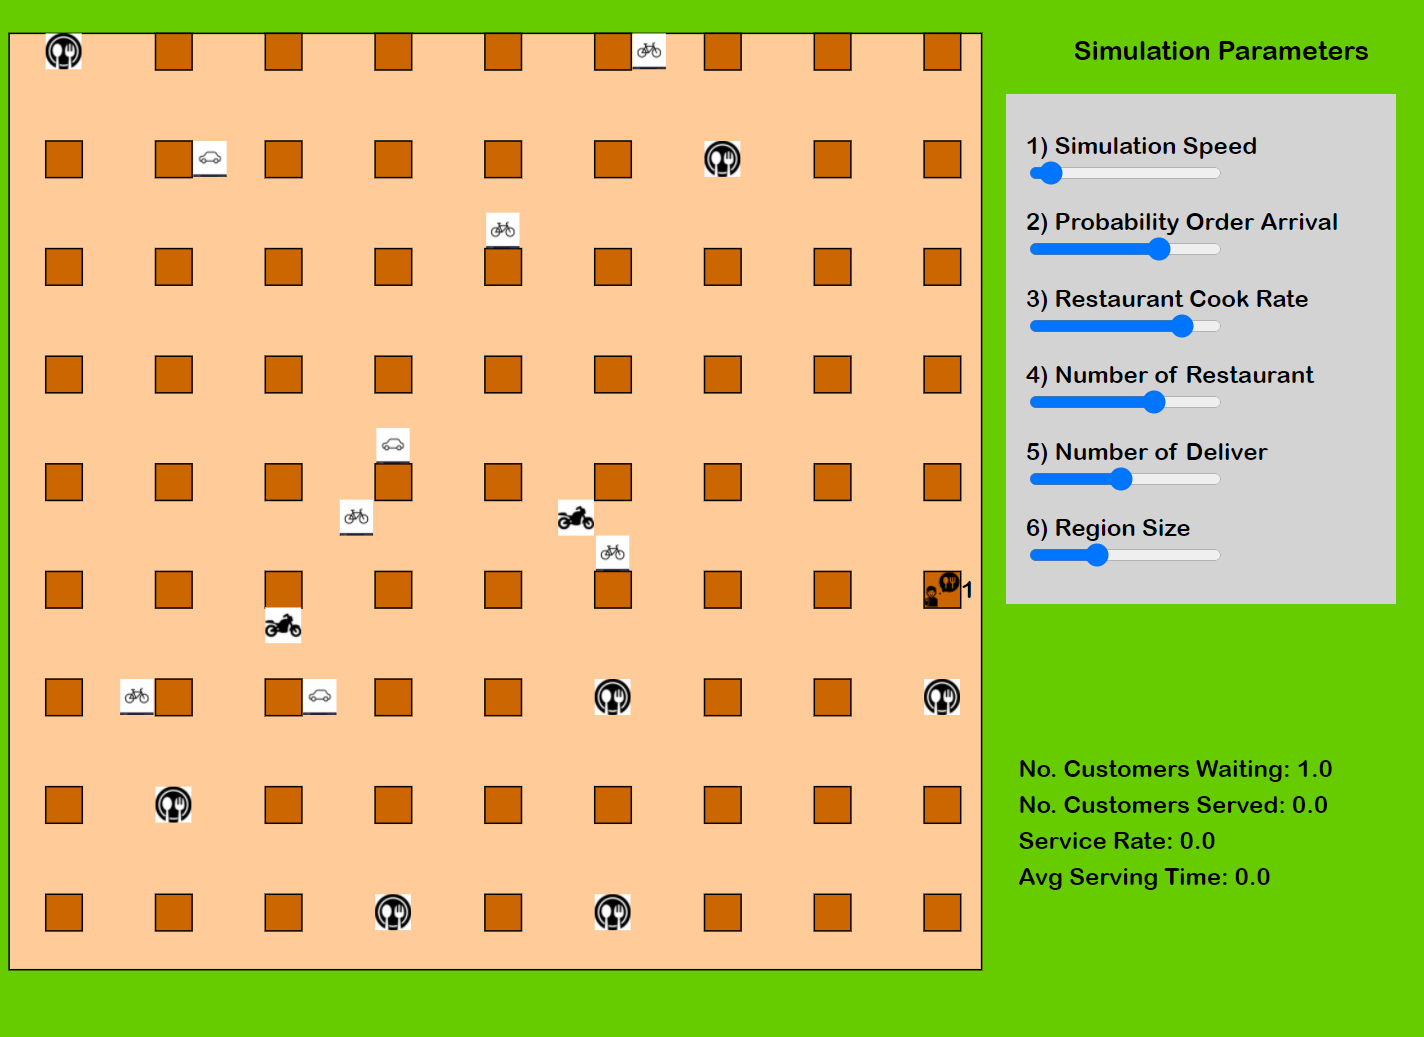 Simulation Parameters
1) Simulation Speed
2) Probability Order Arrival
3) Restaurant Cook Rate
4) Number of Restaurant
5) Number of Deliver
6) Region Size
1
No. Customers Waiting: 1.0
No. Customers Served: 0.0
Service Rate: 0.0
Avg Serving Time: 0.0